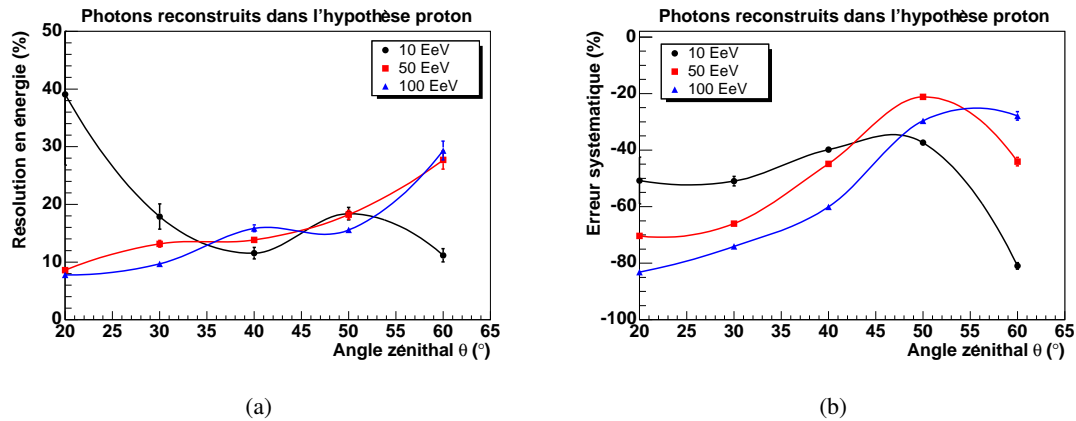 Photons reconstruits dans l'hypothèse proton
Résolution en énergie (%)
50
40
30
20
10
0
10 EeV
50 EeV
100 EeV
20 25 30 35 40 45 50 55 60 65
Angle zénithal θ (°)
(a)
Photons reconstruits dans l'hypothèse proton
Erreur systématique (%)
0
-20
-40
-60
-80
-100
10 EeV
50 EeV
100 EeV
20 25 30 35 40 45 50 55 60 65
Angle zénithal θ (°)
(b)